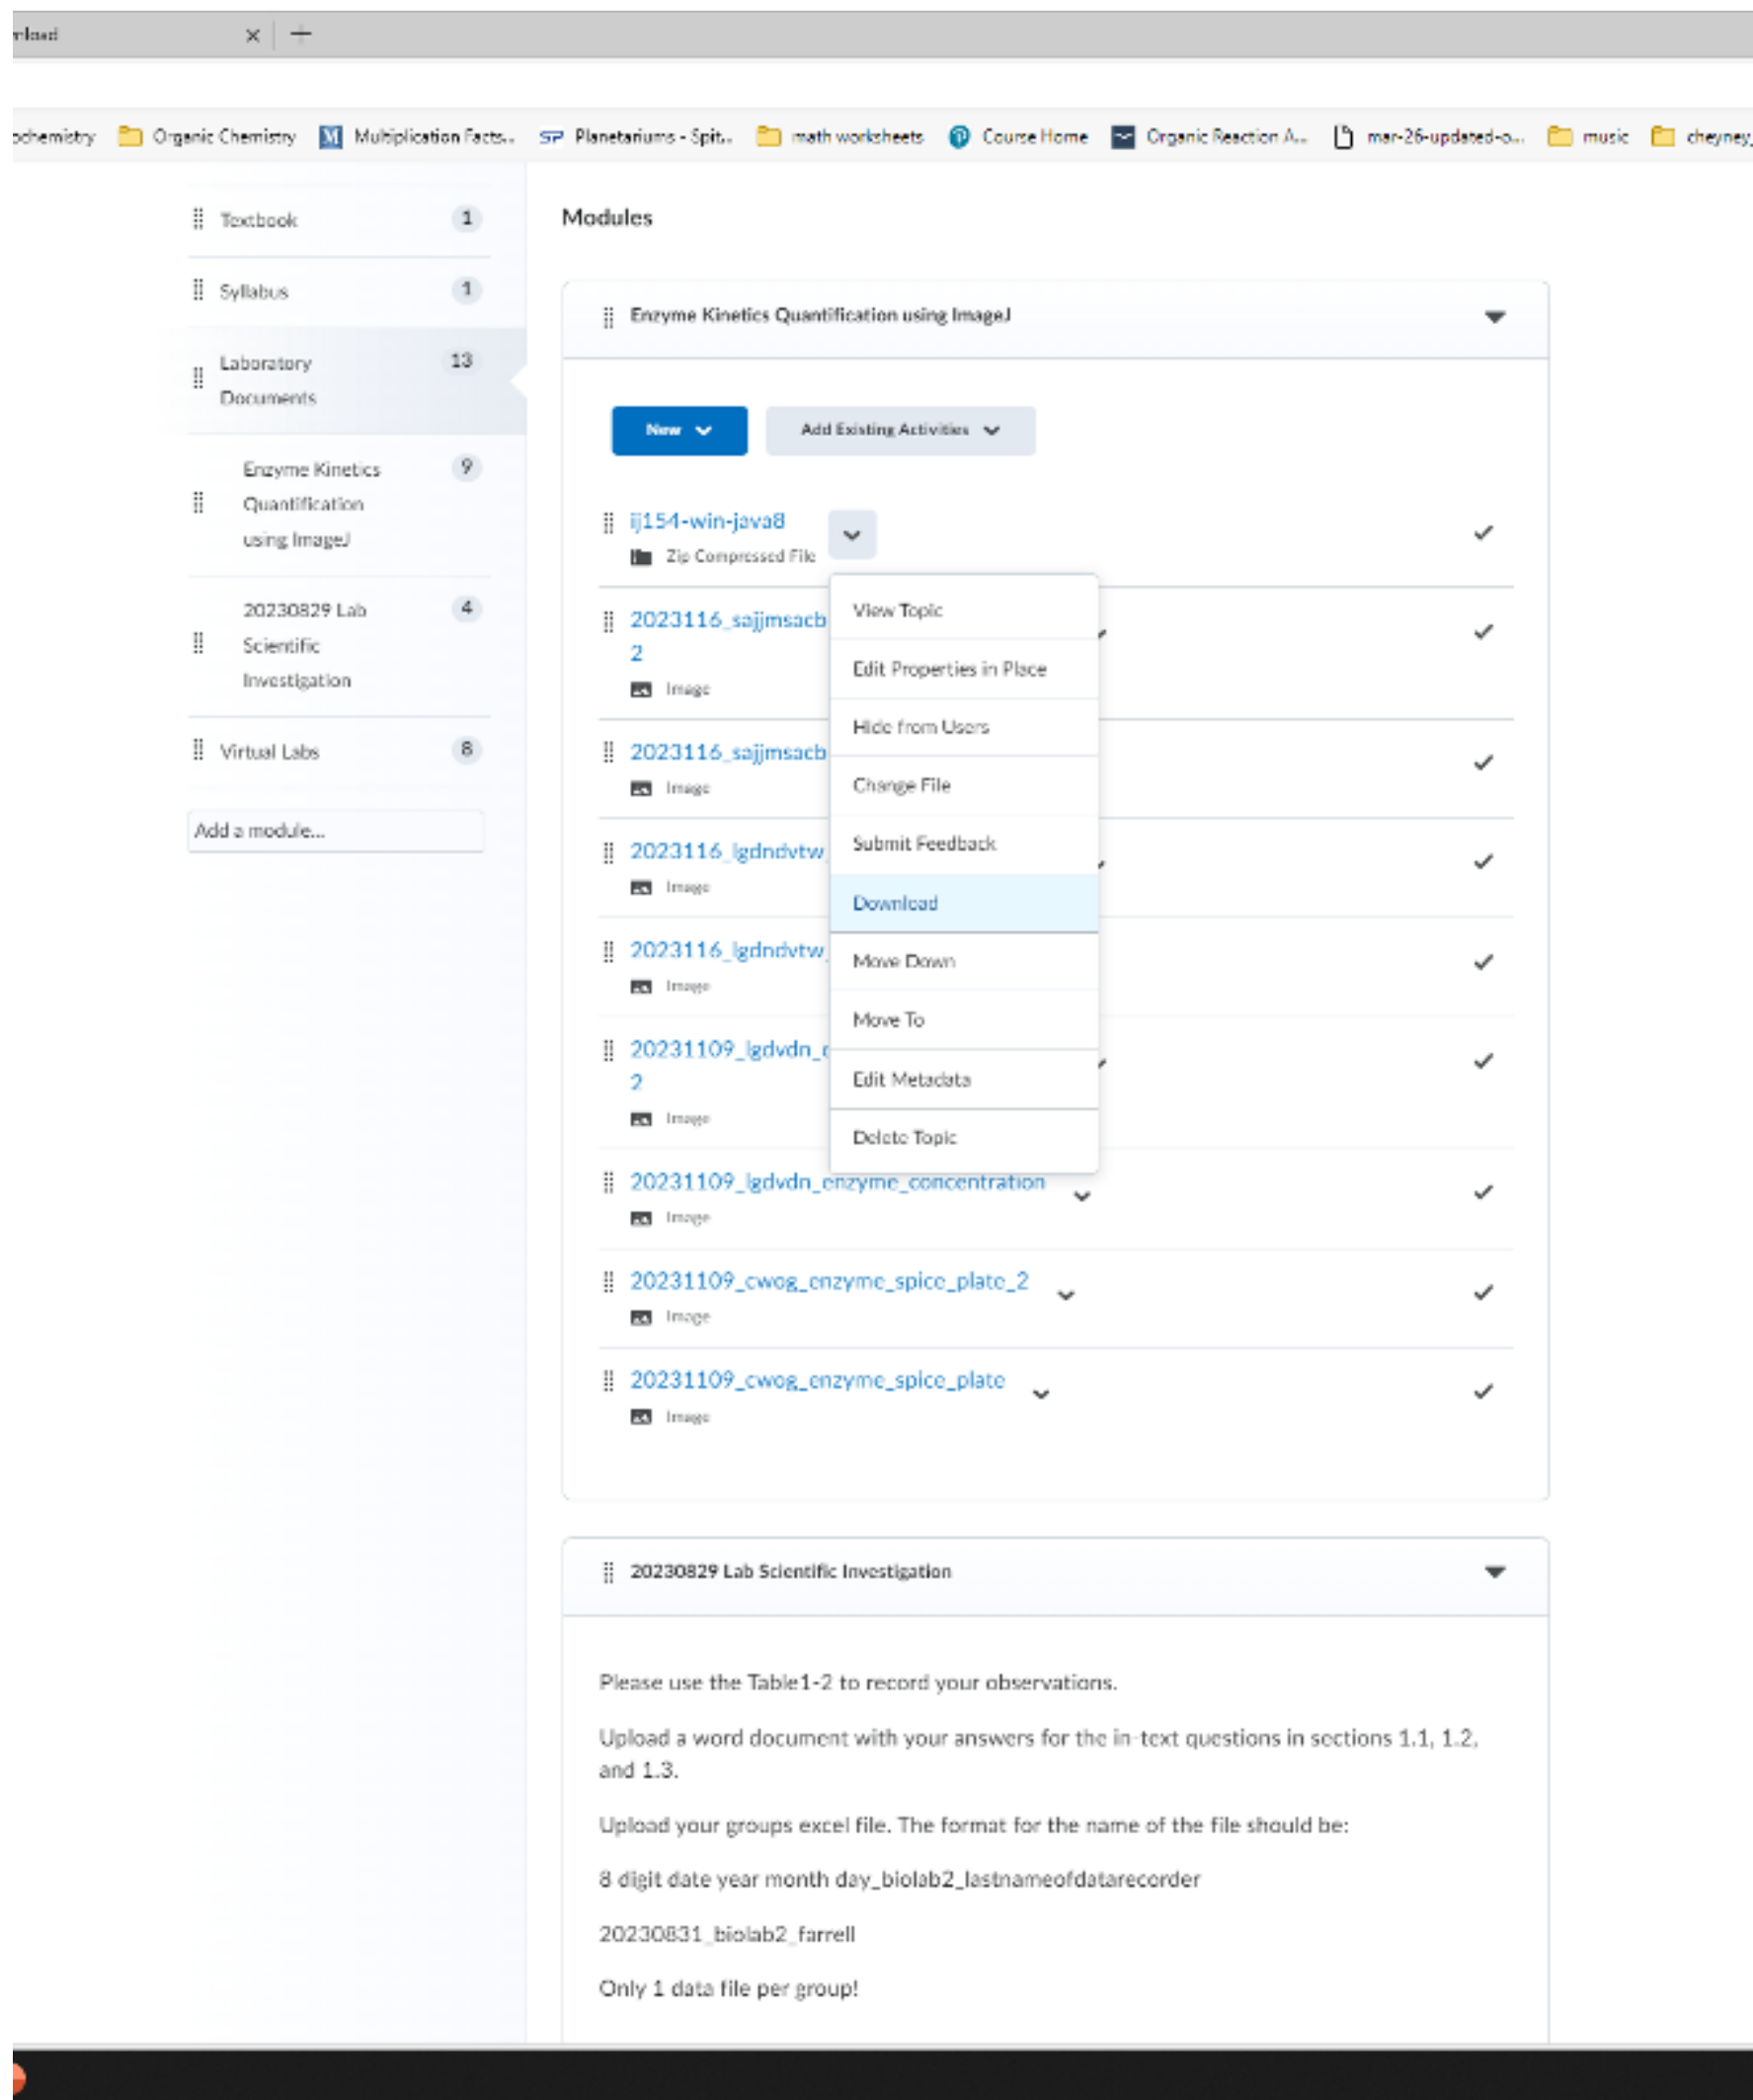 ochemistry Organic Chemistry Multiplication Facts... SP Planetariums - Spit... math worksheets Course Home Organic Reaction A... mar-26-updated-o... music cheyney
Textbook 1
Syllabus 1
Laboratory 13
Documents
Enzyme Kinetics 9
Quantification
using ImageJ
20230829 Lab 4
Scientific
Investigation
Virtual Labs 8
Add a module...
Modules
Enzyme Kinetics Quantification using ImageJ
New Add Existing Activities
ij154-win-java8
Zip Compressed File
2023116_sajjmsacb
2
Image
2023116_sajjmsacb
Image
2023116_lgdndvtw_
Image
2023116_lgdndvtw_
Image
20231109_lgdvdn_
2
Image
View Topic
Edit Properties in Place
Hide from Users
Change File
Submit Feedback
Download
Move Down
Move To
Edit Metadata
Delete Topic
20231109_lgdvdn_enzyme_concentration
Image
20231109_cwog_enzyme_spice_plate_2
Image
20231109_cwog_enzyme_spice_plate
Image
20230829 Lab Scientific Investigation
Please use the Table1-2 to record your observations.
Upload a word document with your answers for the in-text questions in sections 1.1, 1.2,
and 1.3.
Upload your groups excel file. The format for the name of the file should be:
8 digit date year month day_biolab2_lastnameofdatarecorder
20230831_biolab2_farrell
Only 1 data file per group!